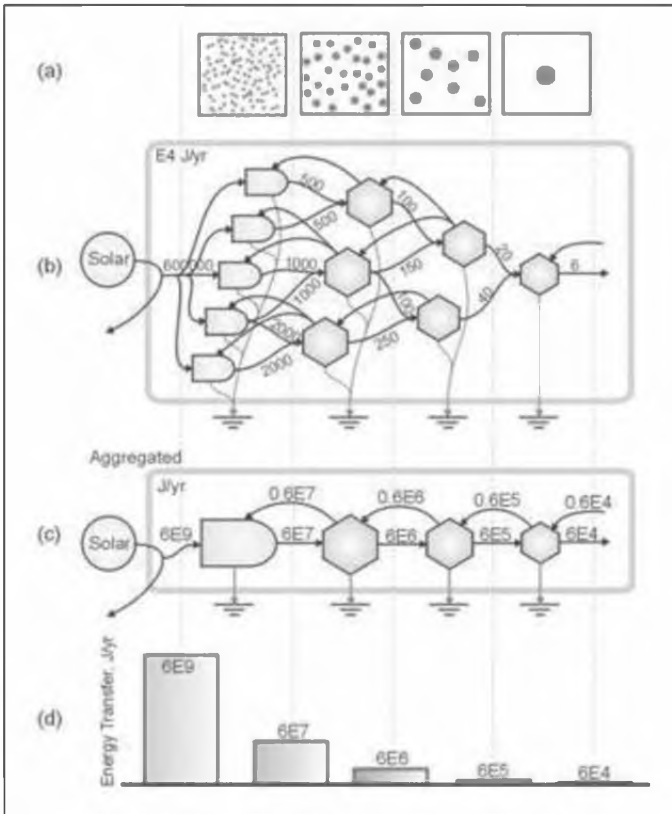 (a)
E4 J/yr
(b)
Solar
600000
500
500
1000
1000
2000
2000
100
150
100
250
20
40
6
Aggregated
J/yr
(c)
Solar
6E9
0.6E7
0.6E6
0.6E5
0.6E4
6E7
6E6
6E5
6E4
(d)
Energy Transfer, J/yr
6E9
6E7
6E6
6E5
6E4